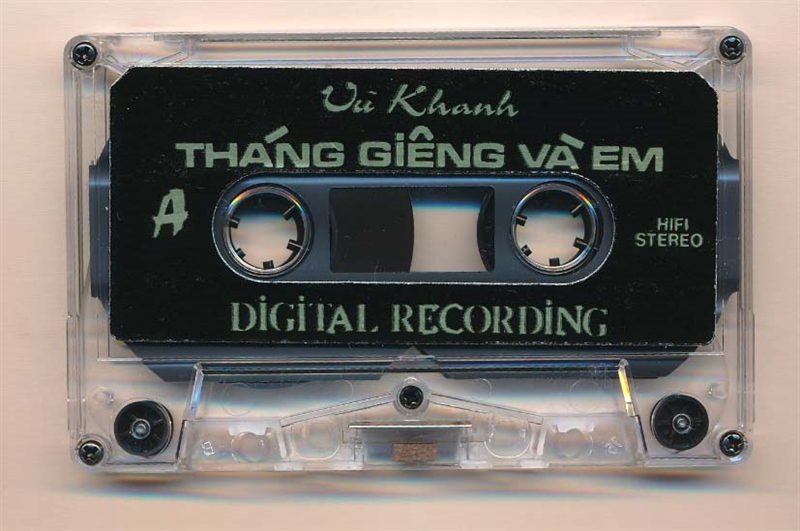 Vũ Khanh
THÁNG GIÊNG VÀ EM
A
HIFI
STEREO
DIGITAL RECORDING